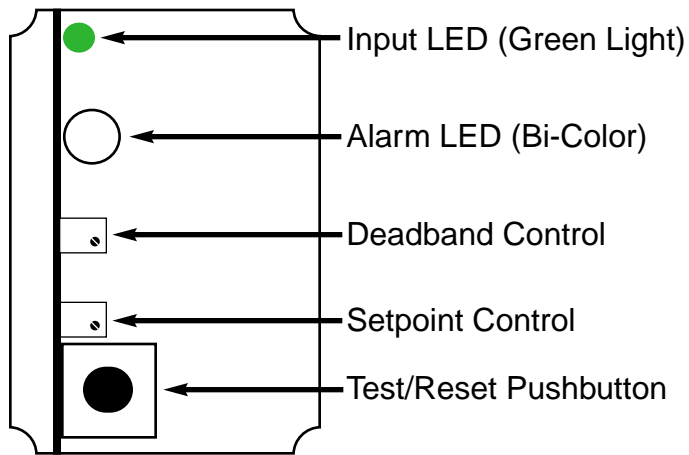 Input LED (Green Light)
Alarm LED (Bi-Color)
Deadband Control
Setpoint Control
Test/Reset Pushbutton